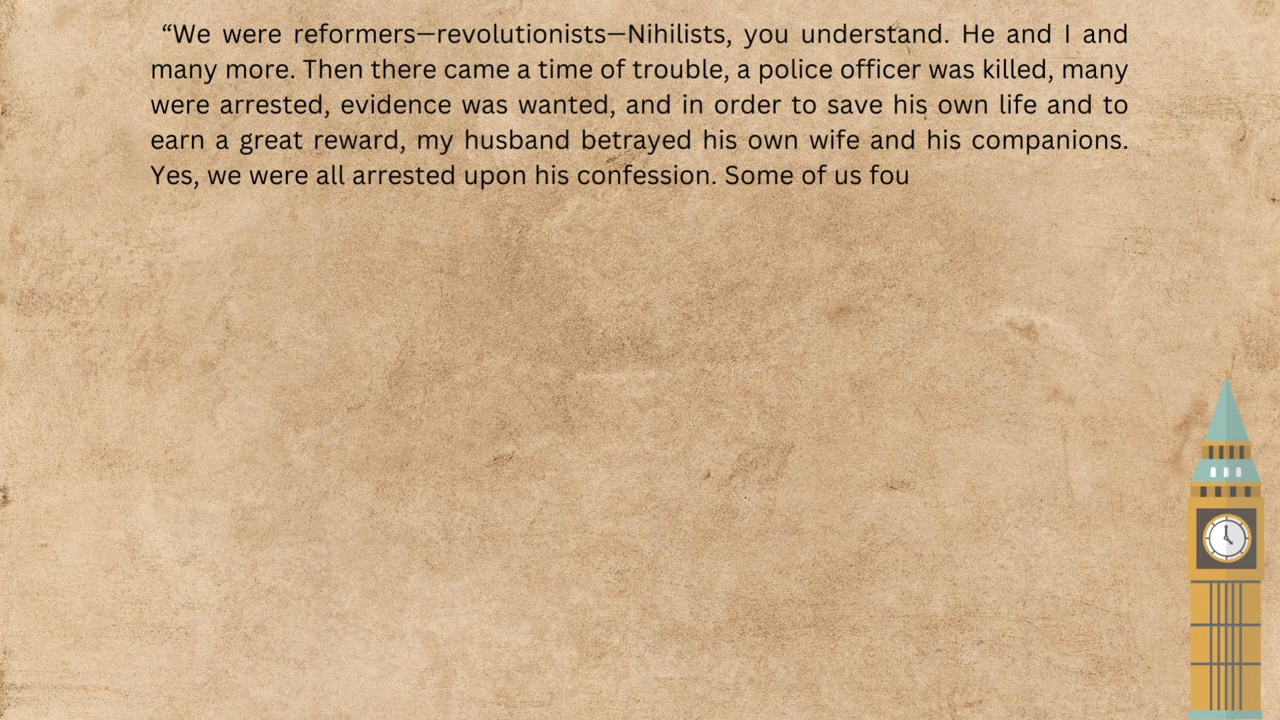 “We were reformers—revolutionists—Nihilists, you understand. He and I and
many more. Then there came a time of trouble, a police officer was killed, many
were arrested, evidence was wanted, and in order to save his own life and to
earn a great reward, my husband betrayed his own wife and his companions.
Yes, we were all arrested upon his confession. Some of us fou